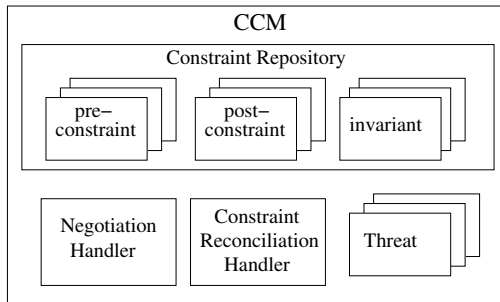 CCM
Constraint Repository
pre−
constraint
post−
constraint
invariant
Negotiation
Handler
Constraint
Reconciliation
Handler
Threat